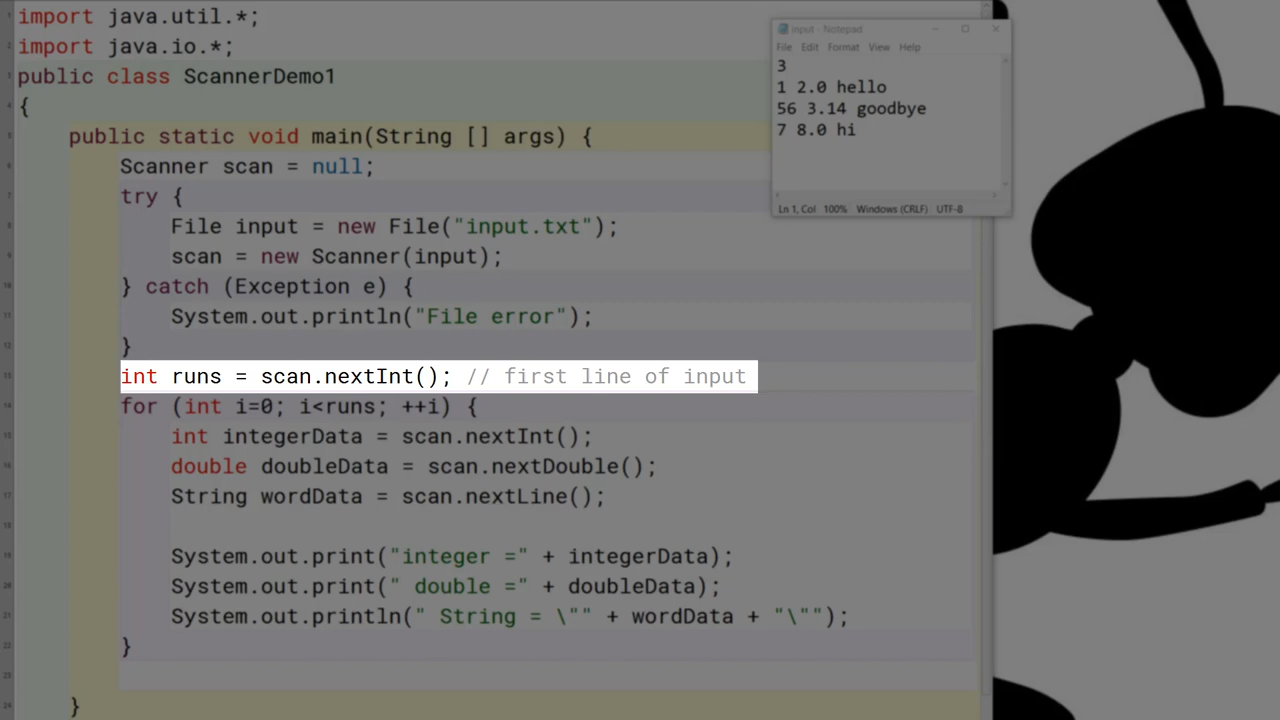 import java.util.*;
import java.io.*;
public class ScannerDemo1
{
public static void main(String [] args) {
Scanner scan = null;
try {
File input = new File("input.txt");
scan = new Scanner(input);
} catch (Exception e) {
System.out.println("File error");
}
int runs = scan.nextInt(); // first line of input
for (int i=0; i<runs; ++i) {
int integerData = scan.nextInt();
double doubleData = scan.nextDouble();
String wordData = scan.nextLine();
System.out.print("integer =" + integerData);
System.out.print(" double =" + doubleData);
System.out.println(" String = \"" + wordData + "\"");
}
}
input - Notepad
File Edit Format View Help
3
1 2.0 hello
56 3.14 goodbye
7 8.0 hi
Ln 1, Col 100% Windows (CRLF) UTF-8